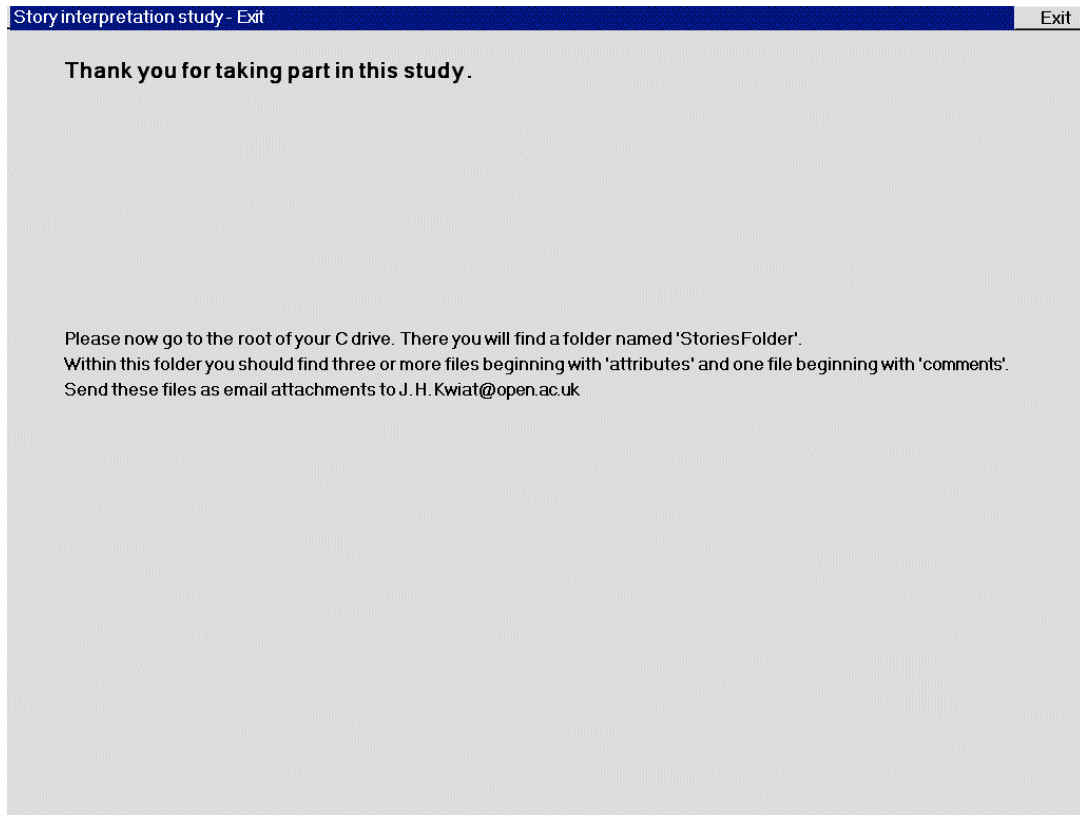 Story interpretation study - Exit
Exit
Thank you for taking part in this study.
Please now go to the root of your C drive. There you will find a folder named 'StoriesFolder'.
Within this folder you should find three or more files beginning with 'attributes' and one file beginning with 'comments'.
Send these files as email attachments to J.H.Kwiat@open.ac.uk